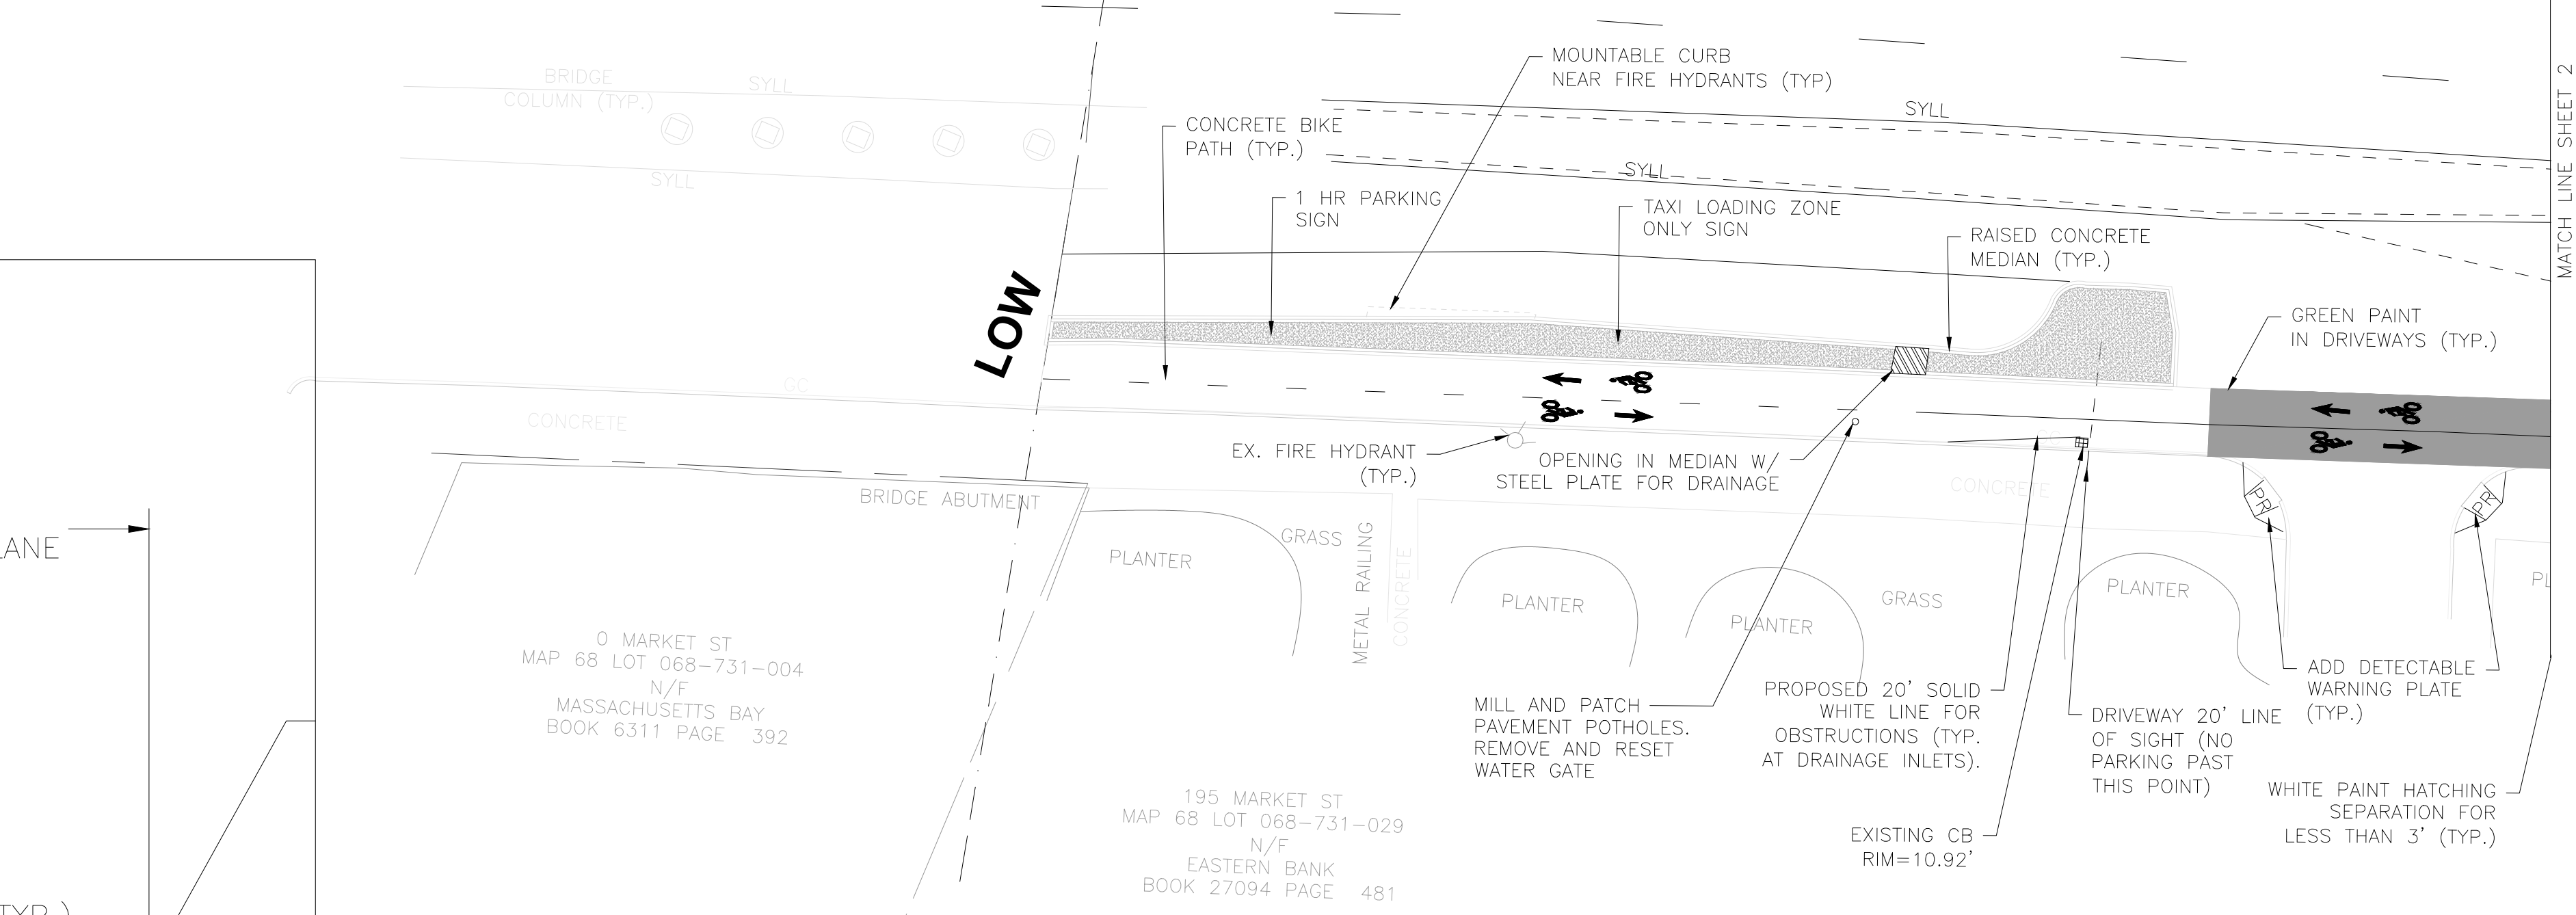 BRIDGE
COLUMN (TYP.)
SYLL
SYLL
MOUNTABLE CURB
NEAR FIRE HYDRANTS (TYP)
SYLL
SYLL
MATCH LINE SHEET 2
CONCRETE BIKE
PATH (TYP.)
1 HR PARKING
SIGN
TAXI LOADING ZONE
ONLY SIGN
RAISED CONCRETE
MEDIAN (TYP.)
GREEN PAINT
IN DRIVEWAYS (TYP.)
LOW
GC
CONCRETE
EX. FIRE HYDRANT
(TYP.)
OPENING IN MEDIAN W/
STEEL PLATE FOR DRAINAGE
CONCRETE
PR
PR
BRIDGE ABUTMENT
LANE
PLANTER
GRASS
METAL RAILING
CONCRETE
PLANTER
PLANTER
GRASS
PLANTER
PL
0 MARKET ST
MAP 68 LOT 068-731-004
N/F
MASSACHUSETTS BAY
BOOK 6311 PAGE 392
MILL AND PATCH
PAVEMENT POTHOLES.
REMOVE AND RESET
WATER GATE
PROPOSED 20' SOLID
WHITE LINE FOR
OBSTRUCTIONS (TYP.
AT DRAINAGE INLETS).
DRIVEWAY 20' LINE
OF SIGHT (NO
PARKING PAST
THIS POINT)
ADD DETECTABLE
WARNING PLATE
(TYP.)
195 MARKET ST
MAP 68 LOT 068-731-029
N/F
EASTERN BANK
BOOK 27094 PAGE 481
EXISTING CB
RIM=10.92'
WHITE PAINT HATCHING
SEPARATION FOR
LESS THAN 3' (TYP.)
TYP.)